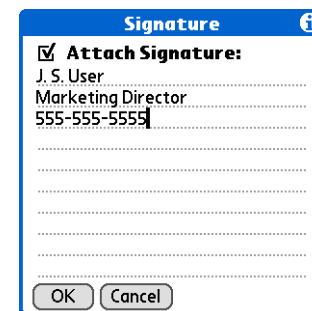 Signature
Attach Signature:
J. S. User
Marketing Director
555-555-5555
OK Cancel